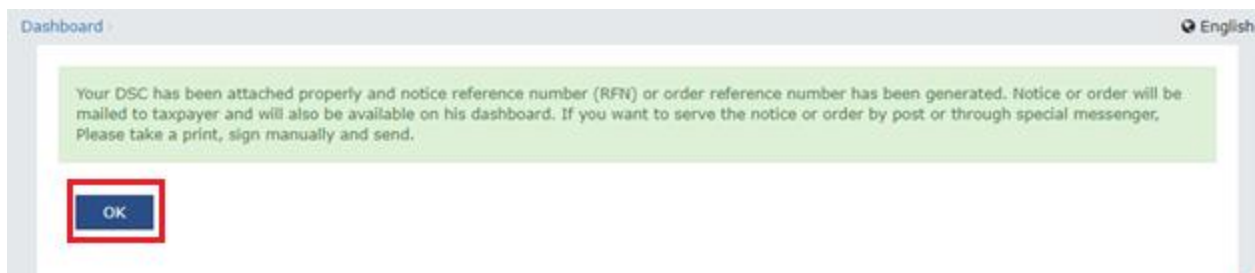 Dashboard
English
Your DSC has been attached properly and notice reference number (RFN) or order reference number has been generated. Notice or order will be
mailed to taxpayer and will also be available on his dashboard. If you want to serve the notice or order by post or through special messenger,
Please take a print, sign manually and send.
OK